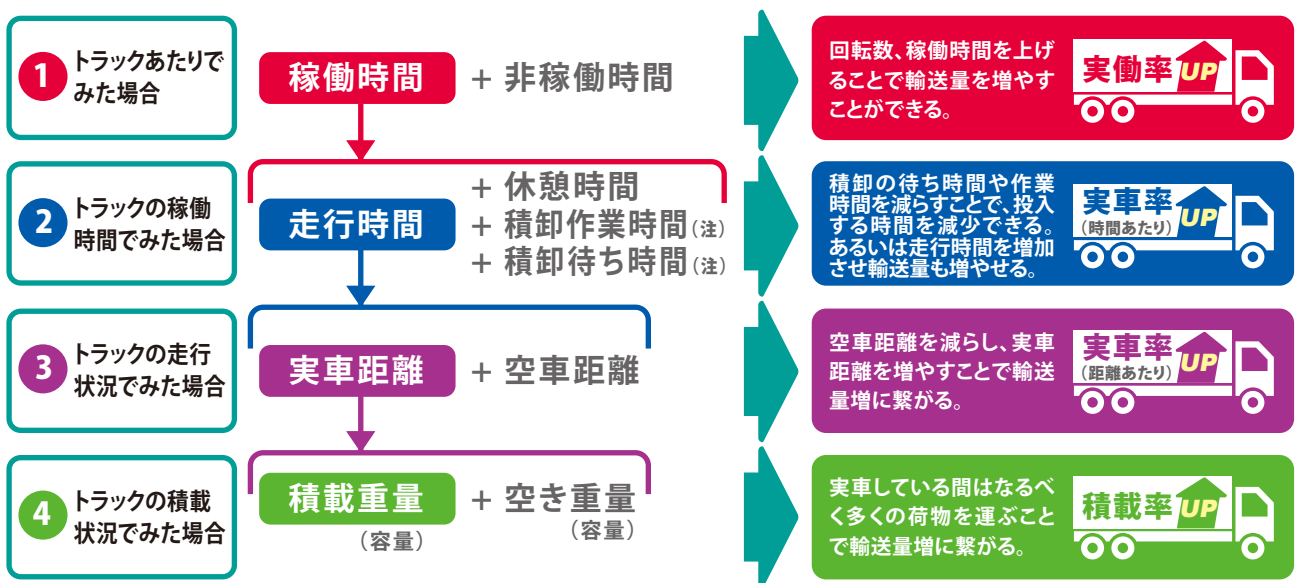 1
トラックあたりで
みた場合
稼働時間 + 非稼働時間
回転数、稼働時間を上げ
ることで輸送量を増やす
ことができる。
実働率UP
2
トラックの稼働
時間でみた場合
走行時間
+ 休憩時間
+ 積卸作業時間(注)
+ 積卸待ち時間(注)
積卸の待ち時間や作業
時間を減らすことで、投入
する時間を減少できる。
あるいは走行時間を増加
させ輸送量も増やせる。
実車率UP
(時間あたり)
3
トラックの走行
状況でみた場合
実車距離 + 空車距離
空車距離を減らし、実車
距離を増やすことで輸送
量増に繋がる。
実車率UP
(距離あたり)
4
トラックの積載
状況でみた場合
積載重量 + 空き重量
(容量) (容量)
実車している間はなるべ
く多くの荷物を運ぶこと
で輸送量増に繋がる。
積載率UP